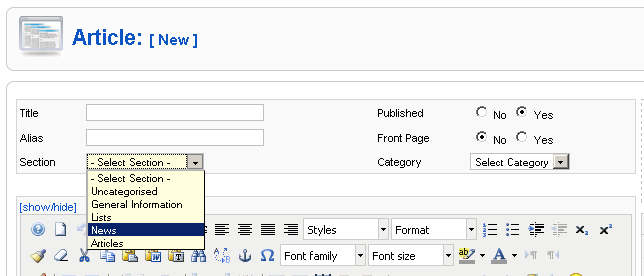 Article: [ New ]
Title Published No Yes
Alias Front Page No Yes
Section - Select Section - Category Select Category
- Select Section -
Uncategorised
General Information
Lists
News
Articles
[show/hide]
Styles Format
Font family Font size